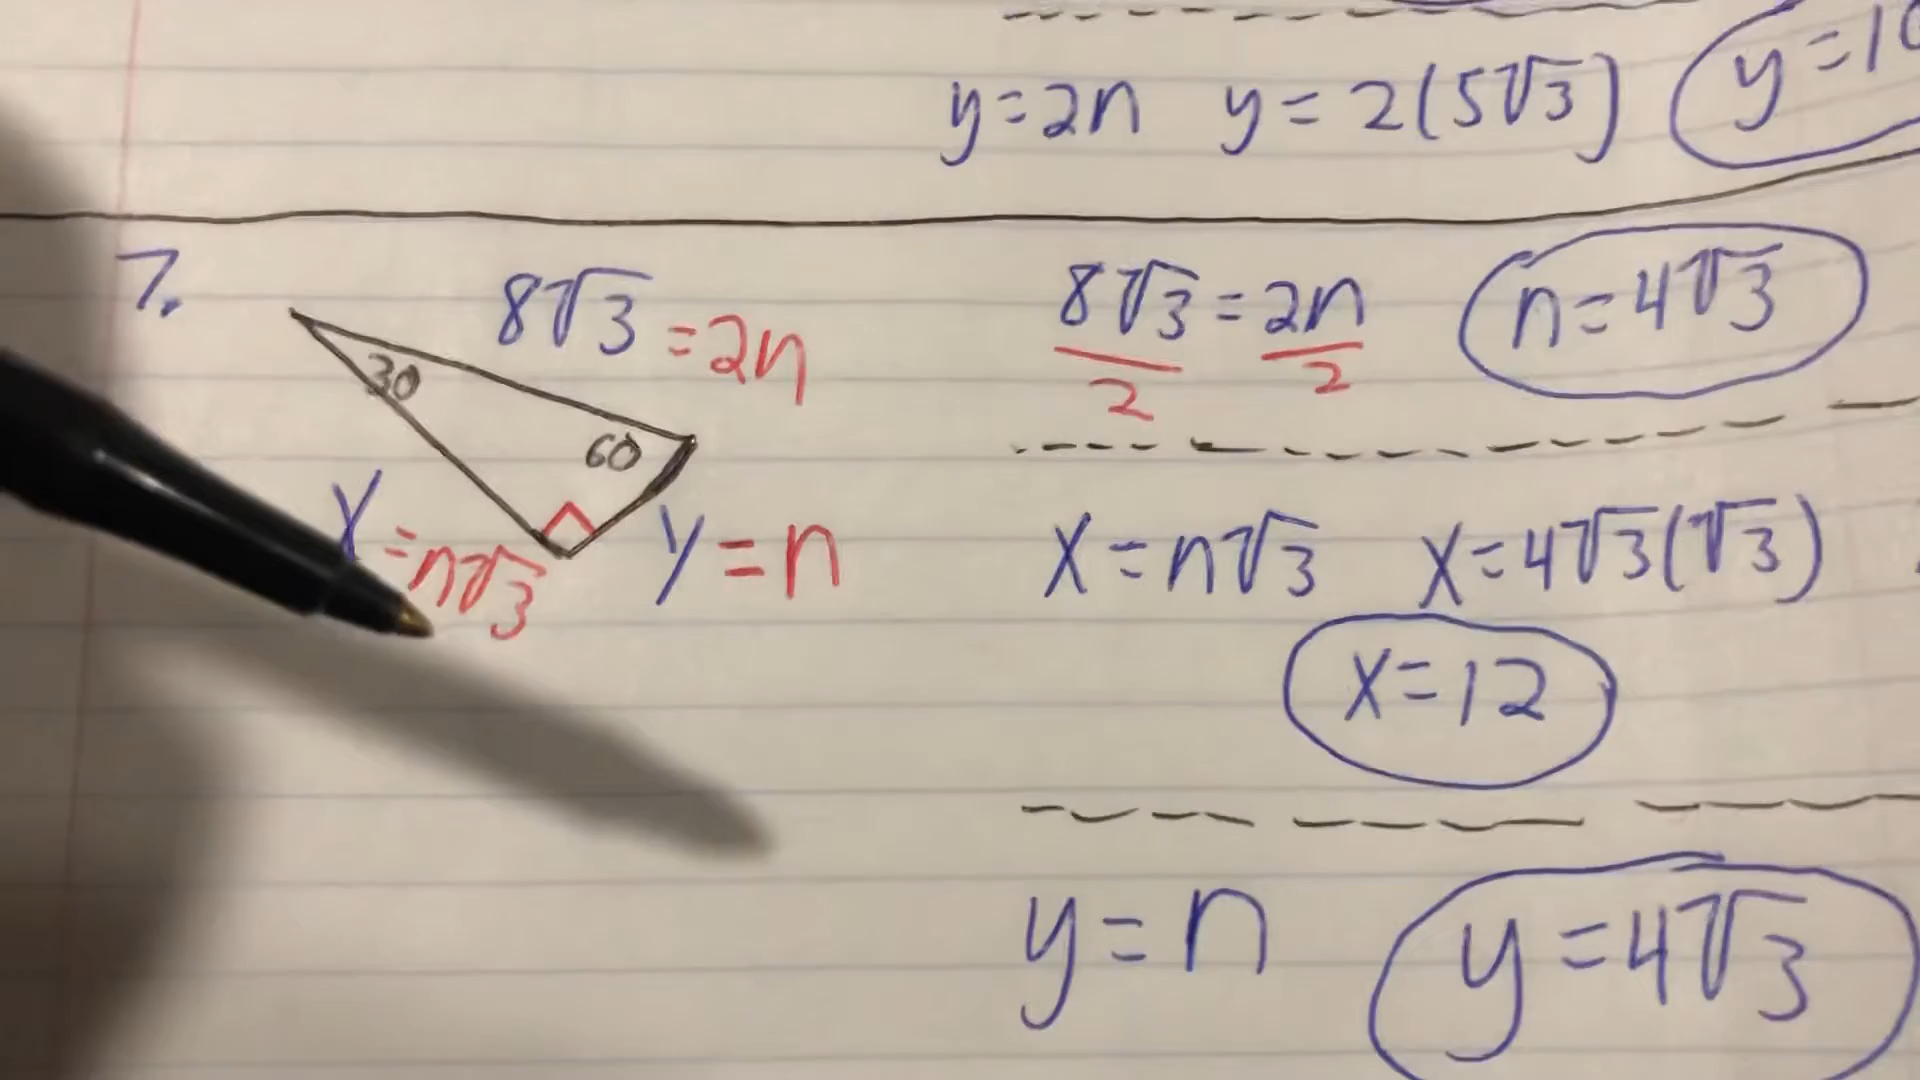 y=2n y=2(5√3) y=10
7.
8√3 =2n
30
60
x =n√3
y = n
8√3 = 2n n=4√3
2 2
x=n√3 x=4√3(√3)
x=12
y=n y=4√3